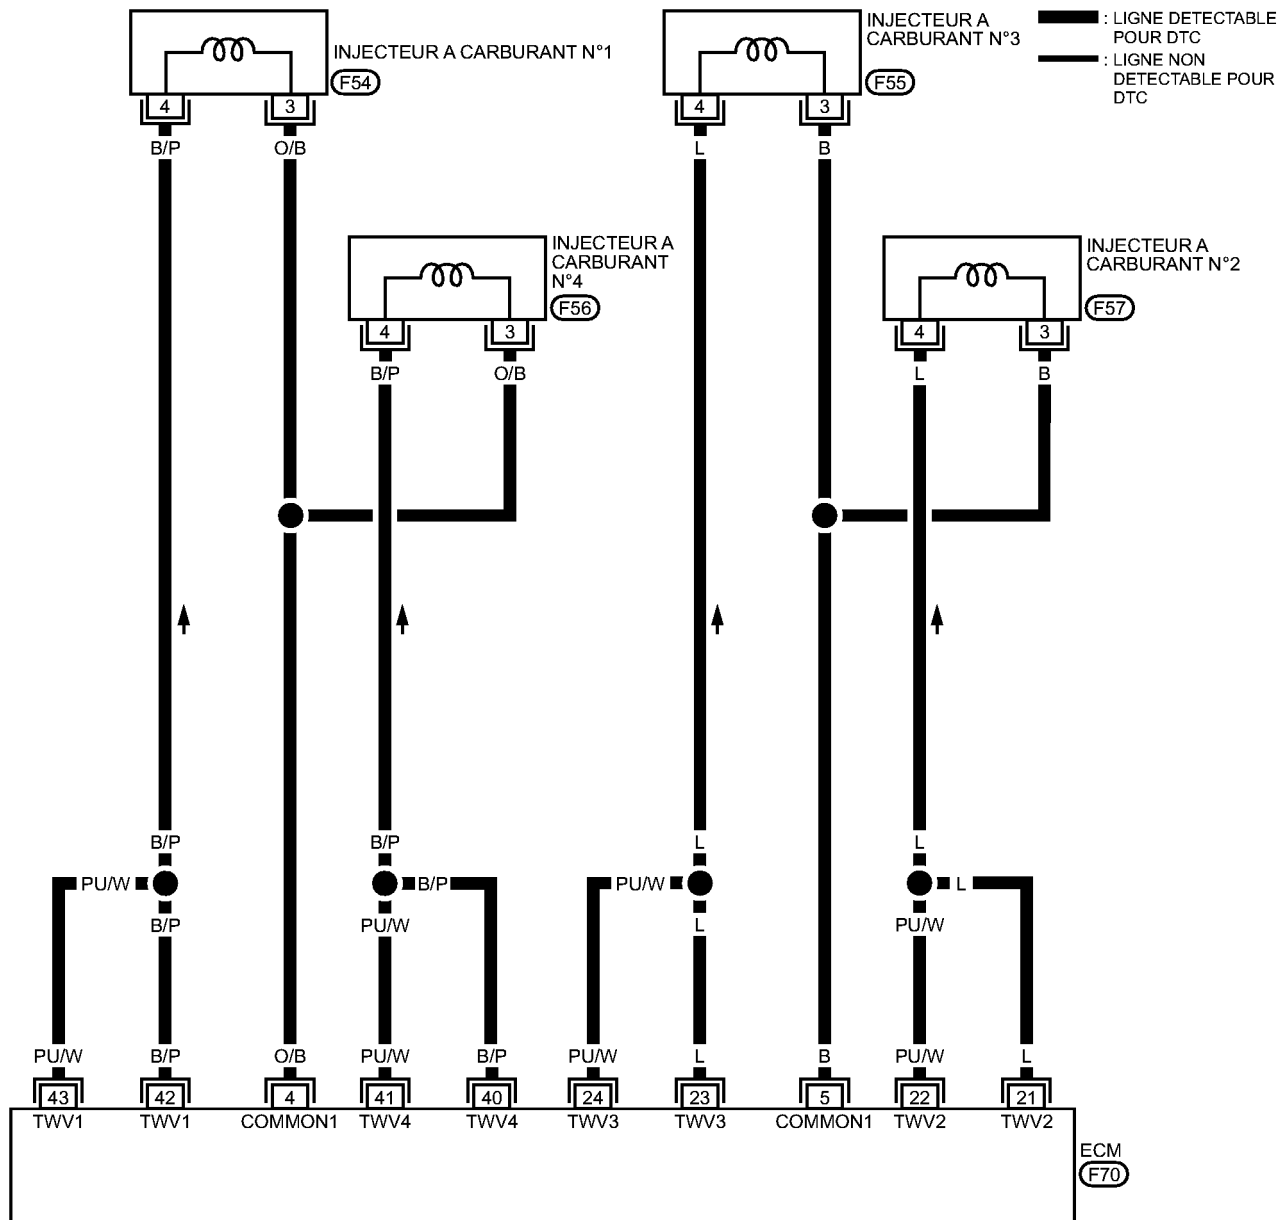 INJECTEUR A CARBURANT N°1
F54
4
3
B/P
O/B
INJECTEUR A
CARBURANT N°3
F55
4
3
L
B
: LIGNE DETECTABLE
POUR DTC
: LIGNE NON
DETECTABLE POUR
DTC
INJECTEUR A
CARBURANT
N°4
F56
4
3
B/P
O/B
INJECTEUR A
CARBURANT N°2
F57
4
3
L
B
B/P
B/P
L
L
PU/W
B/P
PU/W
L
B/P
PU/W
L
PU/W
PU/W
B/P
O/B
PU/W
B/P
PU/W
L
B
PU/W
L
43
42
4
41
40
24
23
5
22
21
TWV1
TWV1
COMMON1
TWV4
TWV4
TWV3
TWV3
COMMON1
TWV2
TWV2
ECM
F70